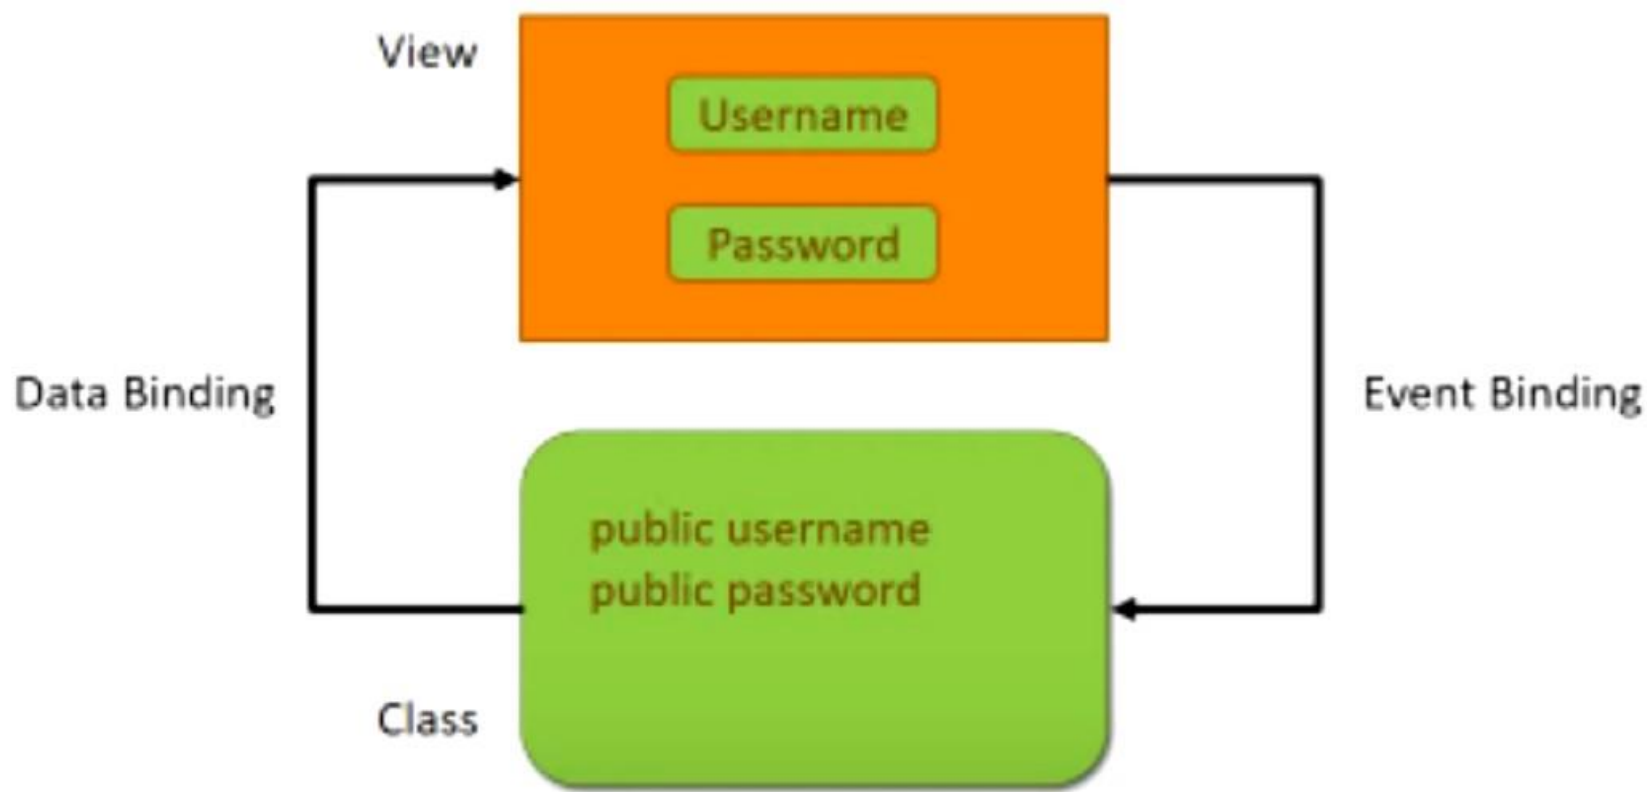 View
Username
Password
Data Binding
Event Binding
public username
public password
Class